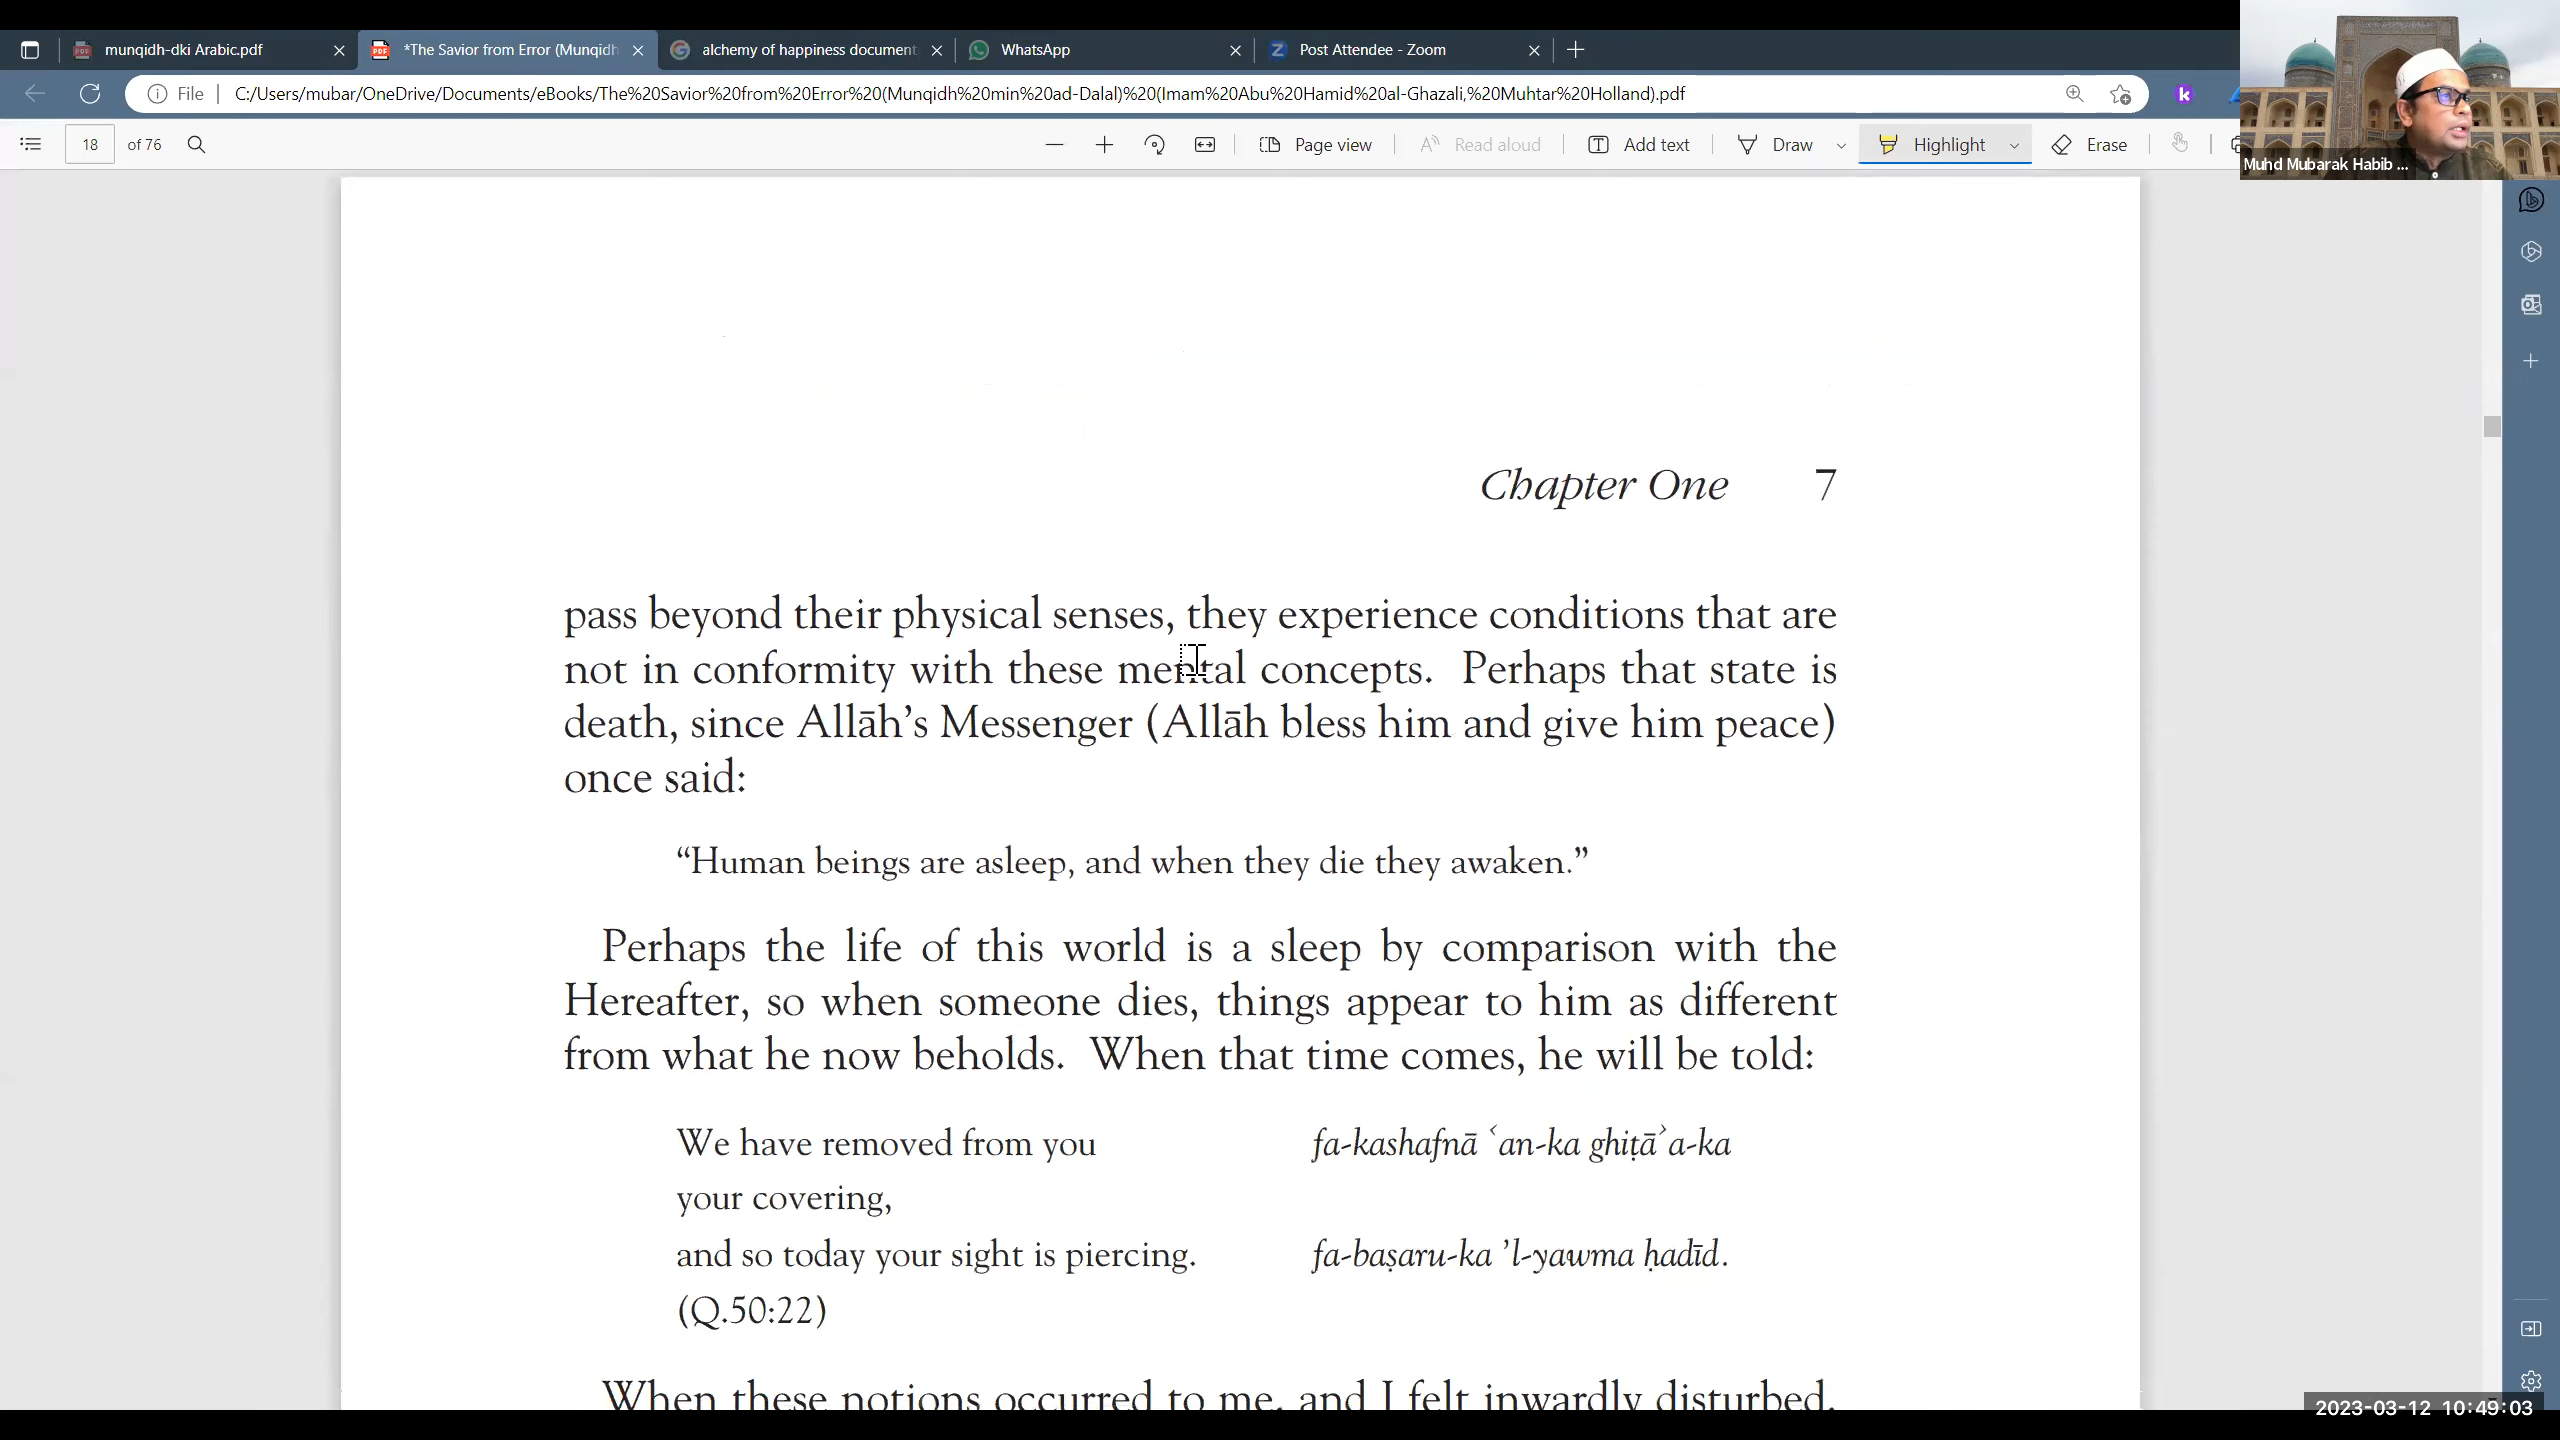 munqidh-dki Arabic.pdf
*The Savior from Error (Munqidh
alchemy of happiness document
WhatsApp
Post Attendee - Zoom
File
C:/Users/mubar/OneDrive/Documents/eBooks/The%20Savior%20from%20Error%20(Munqidh%20min%20ad-Dalal)%20(Imam%20Abu%20Hamid%20al-Ghazali,%20Muhtar%20Holland).pdf
18 of 76
Page view
Read aloud
Add text
Draw
Highlight
Erase
Muhd Mubarak Habib ...
Chapter One 7
pass beyond their physical senses, they experience conditions that are
not in conformity with these mental concepts. Perhaps that state is
death, since Allāh’s Messenger (Allāh bless him and give him peace)
once said:
“Human beings are asleep, and when they die they awaken.”
Perhaps the life of this world is a sleep by comparison with the
Hereafter, so when someone dies, things appear to him as different
from what he now beholds. When that time comes, he will be told:
We have removed from you fa-kashafnā ʿan-ka ghiṭāʾa-ka
your covering,
and so today your sight is piercing. fa-baṣaru-ka ’l-yawma ḥadīd.
(Q.50:22)
When these notions occurred to me, and I felt inwardly disturbed,
2023-03-12 10:49:03